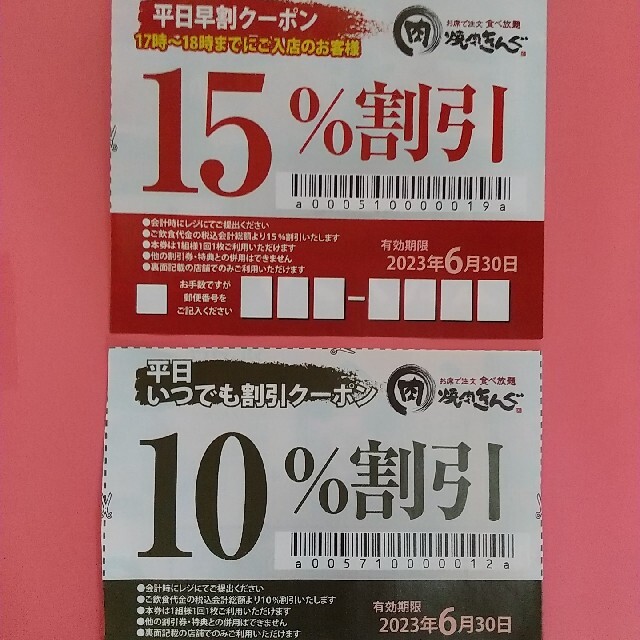 平日早割クーポン
17時〜18時までにご入店のお客様
肉
お席で注文 食べ放題
焼肉きんぐ
15%割引
a0005100000019a
●会計時にレジにてご提出ください
●ご飲食代金の税込会計総額より15%割引いたします
●本券は1組様1回1枚ご利用いただけます
●他の割引券・特典との併用はできません
●裏面記載の店舗でのみご利用いただけます
有効期限
2023年6月30日
お手数ですが
郵便番号を
ご記入ください
平日
いつでも割引クーポン
肉
お席で注文 食べ放題
焼肉きんぐ
10%割引
a0057100000012a
●会計時にレジにてご提出ください
●ご飲食代金の税込会計総額より10%割引いたします
●本券は1組様1回1枚ご利用いただけます
●他の割引券・特典との併用はできません
●裏面記載の店舗でのみご利用いただけます
有効期限
2023年6月30日